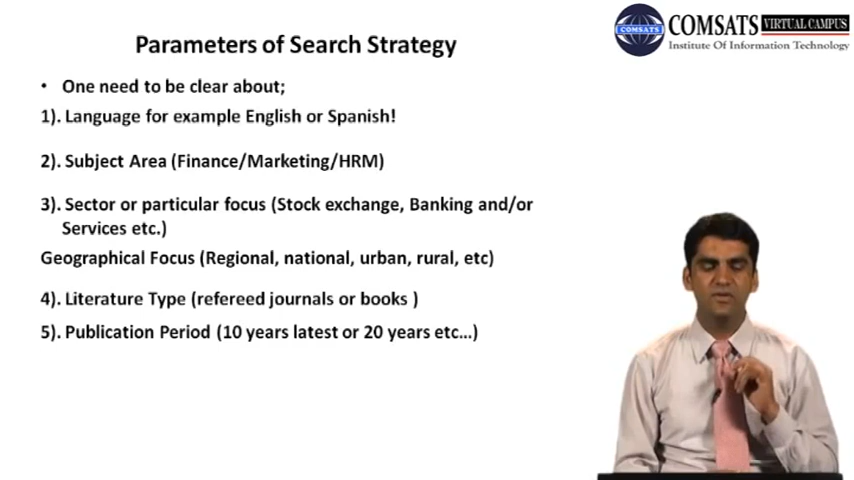 COMSATS
COMSATS VIRTUAL CAMPUS
Institute Of Information Technology
Parameters of Search Strategy
• One need to be clear about;
1). Language for example English or Spanish!
2). Subject Area (Finance/Marketing/HRM)
3). Sector or particular focus (Stock exchange, Banking and/or
Services etc.)
Geographical Focus (Regional, national, urban, rural, etc)
4). Literature Type (refereed journals or books )
5). Publication Period (10 years latest or 20 years etc...)